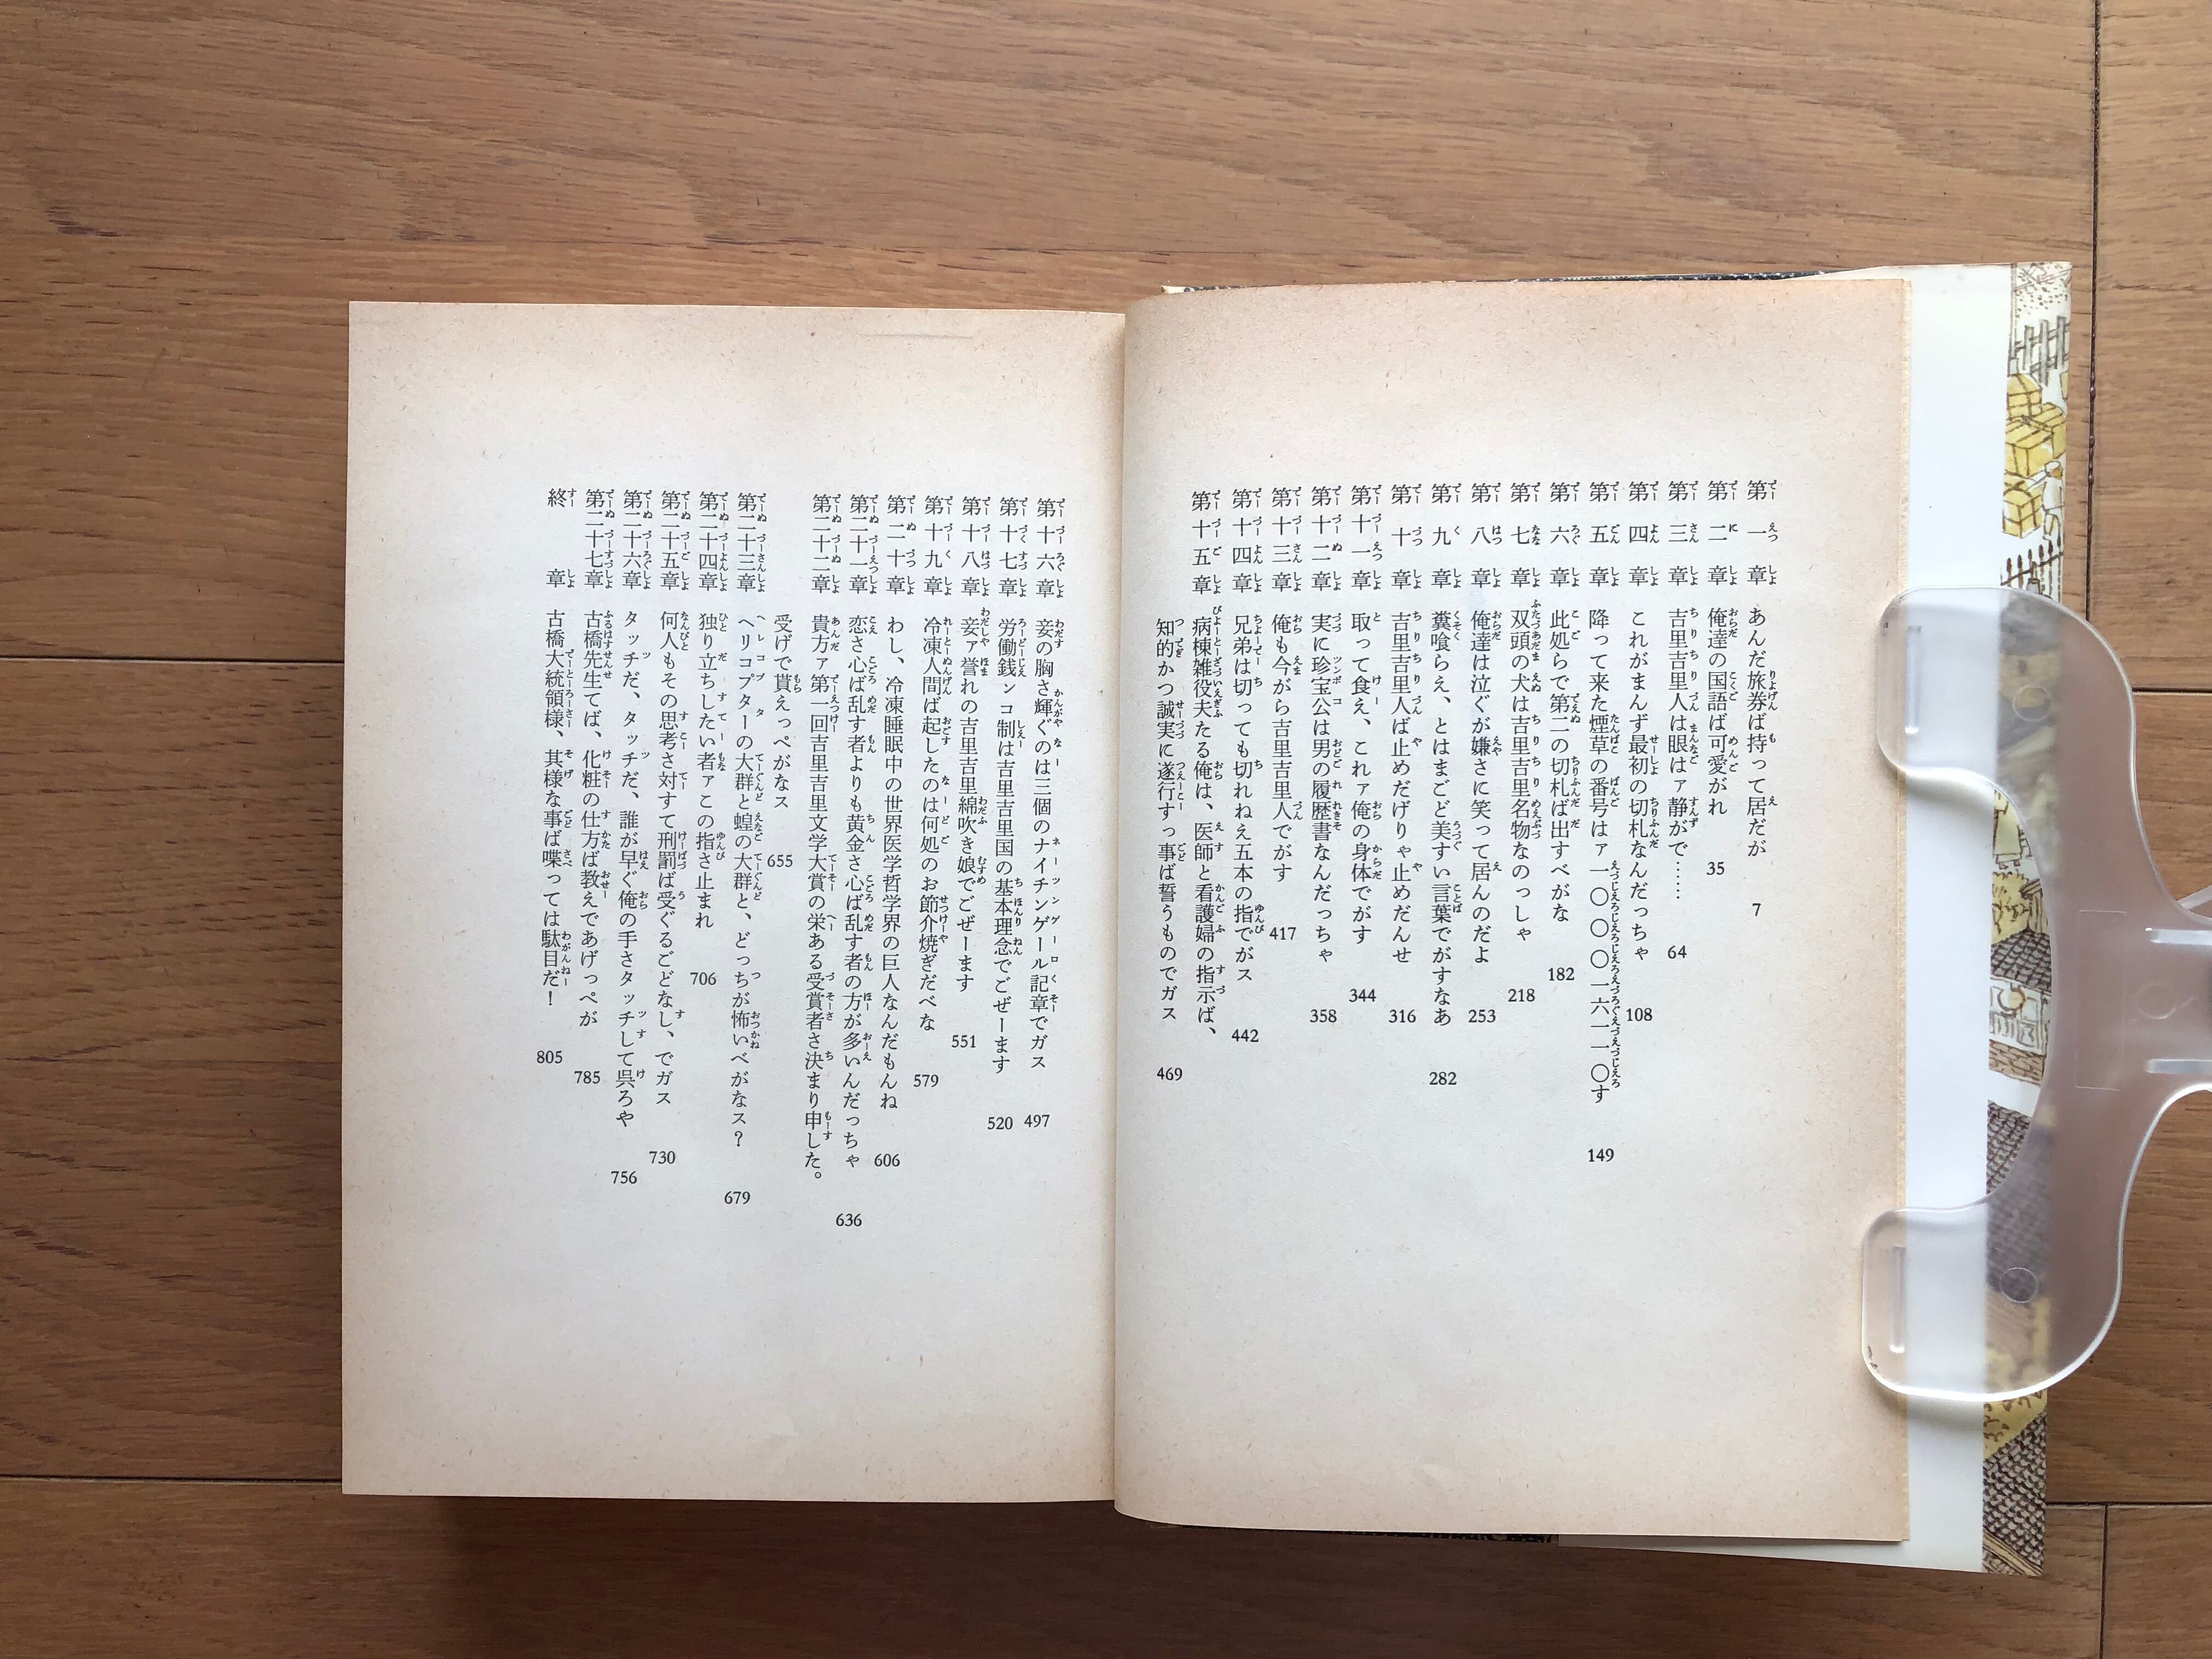 第一章 あんだ旅券ば持って居だが 7
第二章 俺達の国語ば可愛がれ 35
第三章 吉里吉里人は眼はァ静がで…… 64
第四章 これがまんず最初の切札なんだっちゃ 108
第五章 降って来た煙草の番号はァ一〇〇〇一六一一〇す 149
第六章 此処らで第二の切札ば出すべがな 182
第七章 双頭の犬は吉里吉里名物なのっしゃ 218
第八章 俺達は泣ぐが嫌さに笑って居んのだよ 253
第九章 糞喰らえ、とはまごど美すい言葉でがすなあ 282
第十章 吉里吉里人ば止めだげりゃ止めだんせ 316
第十一章 取って食え、これァ俺の身体でがす 344
第十二章 実に珍宝公は男の履歴書なんだっちゃ 358
第十三章 俺も今がら吉里吉里人でがす 417
第十四章 兄弟は切っても切れねえ五本の指でがス 442
第十五章 病棟雑役夫たる俺は、医師と看護婦の指示ば、
知的かつ誠実に遂行すっ事ば誓うものでガス 469
第十六章 妾の胸さ輝ぐのは三個のナイチンゲール記章でガス 497
第十七章 労働銭ンコ制は吉里吉里国の基本理念でごぜーます 520
第十八章 妾ァ誉れの吉里吉里綿吹き娘でごぜーます 551
第十九章 冷凍人間ば起したのは何処のお節介焼ぎだべな 579
第二十章 わし、冷凍睡眠中の世界医学哲学界の巨人なんだもんね 606
第二十一章 恋さ心ば乱す者よりも黄金さ心ば乱す者の方が多いんだっちゃ 636
第二十二章 貴方ァ第一回吉里吉里文学大賞の栄ある受賞者さ決まり申した。
受げで貰えっぺがなス 655
第二十三章 ヘリコプターの大群と蝗の大群と、どっちが怖いべがなス？ 679
第二十四章 独り立ちしたい者ァこの指さ止まれ 706
第二十五章 何人もその思考さ対すて刑罰ば受ぐるごどなし、でガス 730
第二十六章 タッチだ、タッチだ、誰が早ぐ俺の手さタッチして呉ろや 756
第二十七章 古橋先生てば、化粧の仕方ば教えであげっぺが 785
終章 古橋大統領様、其様な事ば喋っては駄目だ！ 805